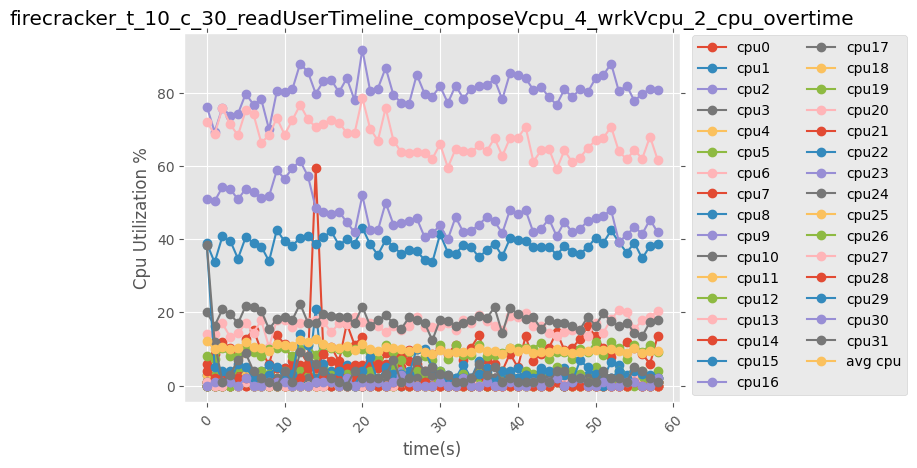 firecracker_t_10_c_30_readUserTimeline_composeVcpu_4_wrkVcpu_2_cpu_overtime
Cpu Utilization %
80
60
40
20
0
0 10 20 30 40 50 60
time(s)
cpu0
cpu1
cpu2
cpu3
cpu4
cpu5
cpu6
cpu7
cpu8
cpu9
cpu10
cpu11
cpu12
cpu13
cpu14
cpu15
cpu16
cpu17
cpu18
cpu19
cpu20
cpu21
cpu22
cpu23
cpu24
cpu25
cpu26
cpu27
cpu28
cpu29
cpu30
cpu31
avg cpu